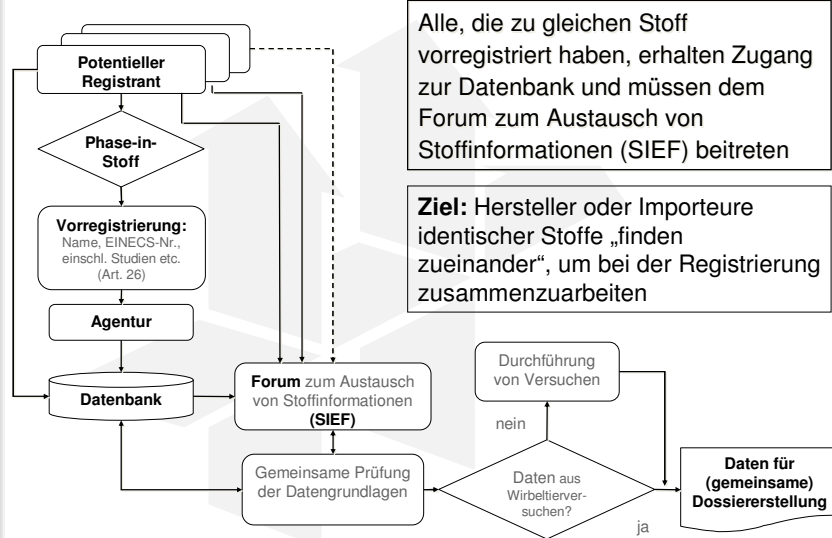 Potentieller
Registrant
Phase-in-
Stoff
Vorregistrierung:
Name, EINECS-Nr.,
einschl. Studien etc.
(Art. 26)
Agentur
Datenbank
Forum zum Austausch
von Stoffinformationen
(SIEF)
Gemeinsame Prüfung
der Datengrundlagen
Alle, die zu gleichen Stoff
vorregistriert haben, erhalten Zugang
zur Datenbank und müssen dem
Forum zum Austausch von
Stoffinformationen (SIEF) beitreten
Ziel: Hersteller oder Importeure
identischer Stoffe „finden
zueinander“, um bei der Registrierung
zusammenzuarbeiten
Durchführung
von Versuchen
nein
Daten aus
Wirbeltierver-
suchen?
ja
Daten für
(gemeinsame)
Dossiererstellung